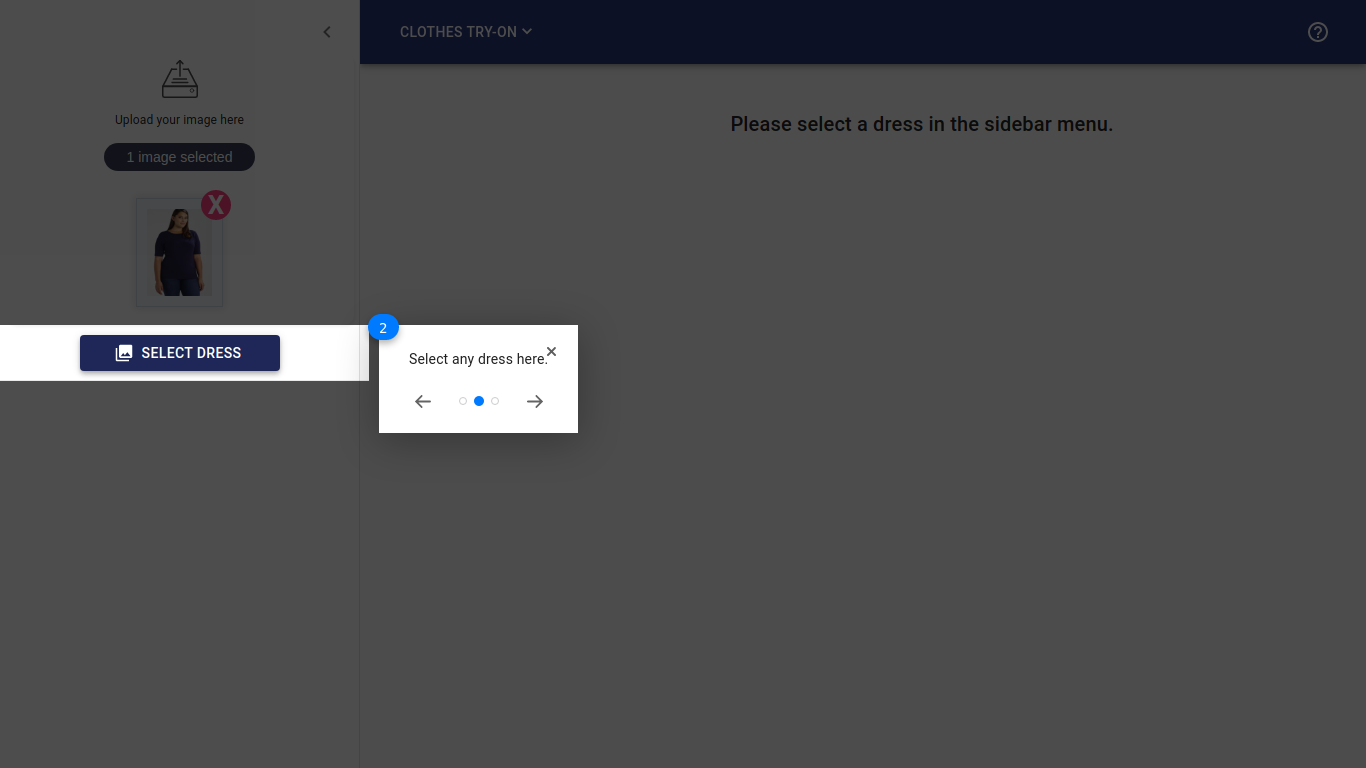 CLOTHES TRY-ON
Upload your image here
1 image selected
X
Please select a dress in the sidebar menu.
SELECT DRESS
2
Select any dress here.